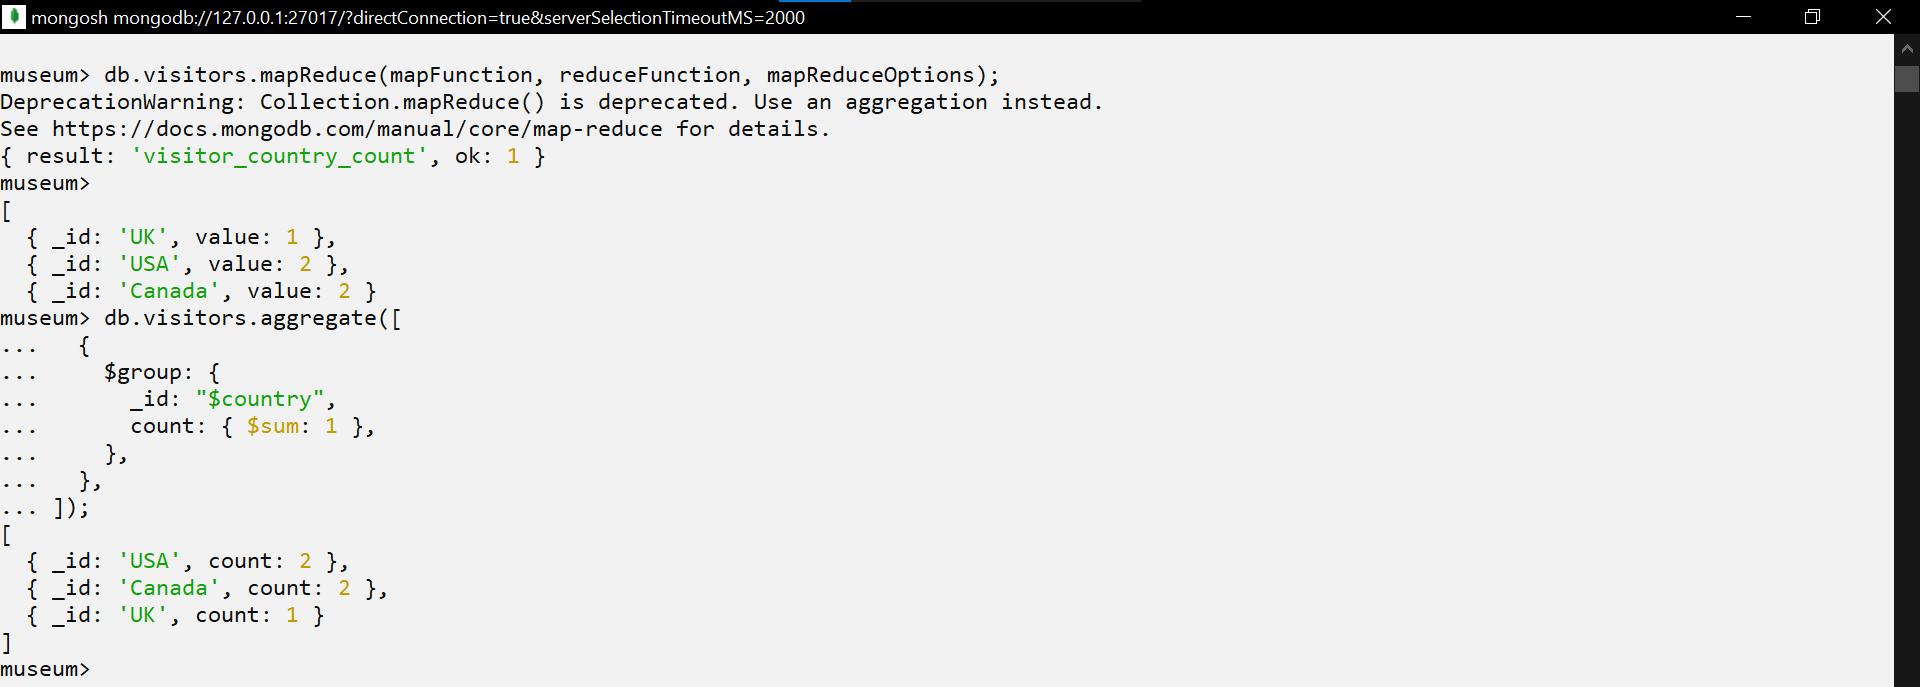 mongosh mongodb://127.0.0.1:27017/?directConnection=true&serverSelectionTimeoutMS=2000
museum> db.visitors.mapReduce(mapFunction, reduceFunction, mapReduceOptions);
DeprecationWarning: Collection.mapReduce() is deprecated. Use an aggregation instead.
See https://docs.mongodb.com/manual/core/map-reduce for details.
{ result: 'visitor_country_count', ok: 1 }
museum>
[
  { _id: 'UK', value: 1 },
  { _id: 'USA', value: 2 },
  { _id: 'Canada', value: 2 }
museum> db.visitors.aggregate([
...   {
...     $group: {
...       _id: "$country",
...       count: { $sum: 1 },
...     },
...   },
... ]);
[
  { _id: 'USA', count: 2 },
  { _id: 'Canada', count: 2 },
  { _id: 'UK', count: 1 }
]
museum>